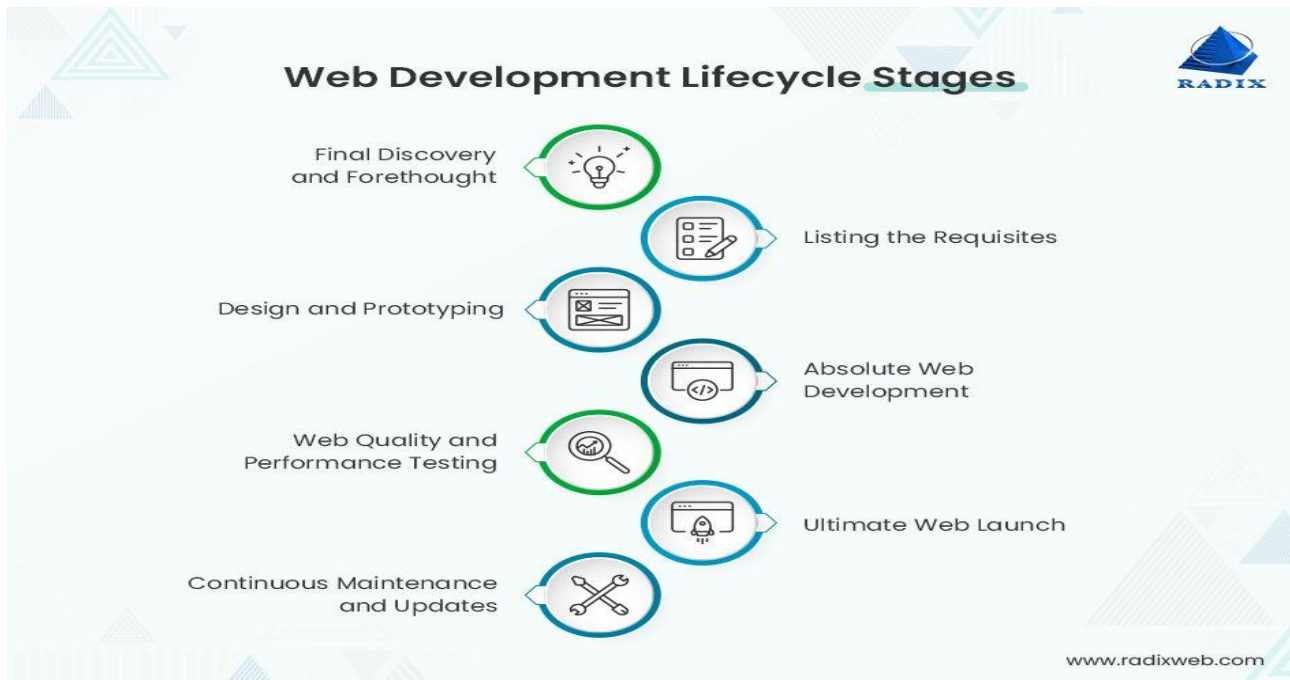 Web Development Lifecycle Stages
RADIX
Final Discovery
and Forethought
Listing the Requisites
Design and Prototyping
Absolute Web
Development
Web Quality and
Performance Testing
Ultimate Web Launch
Continuous Maintenance
and Updates
www.radixweb.com